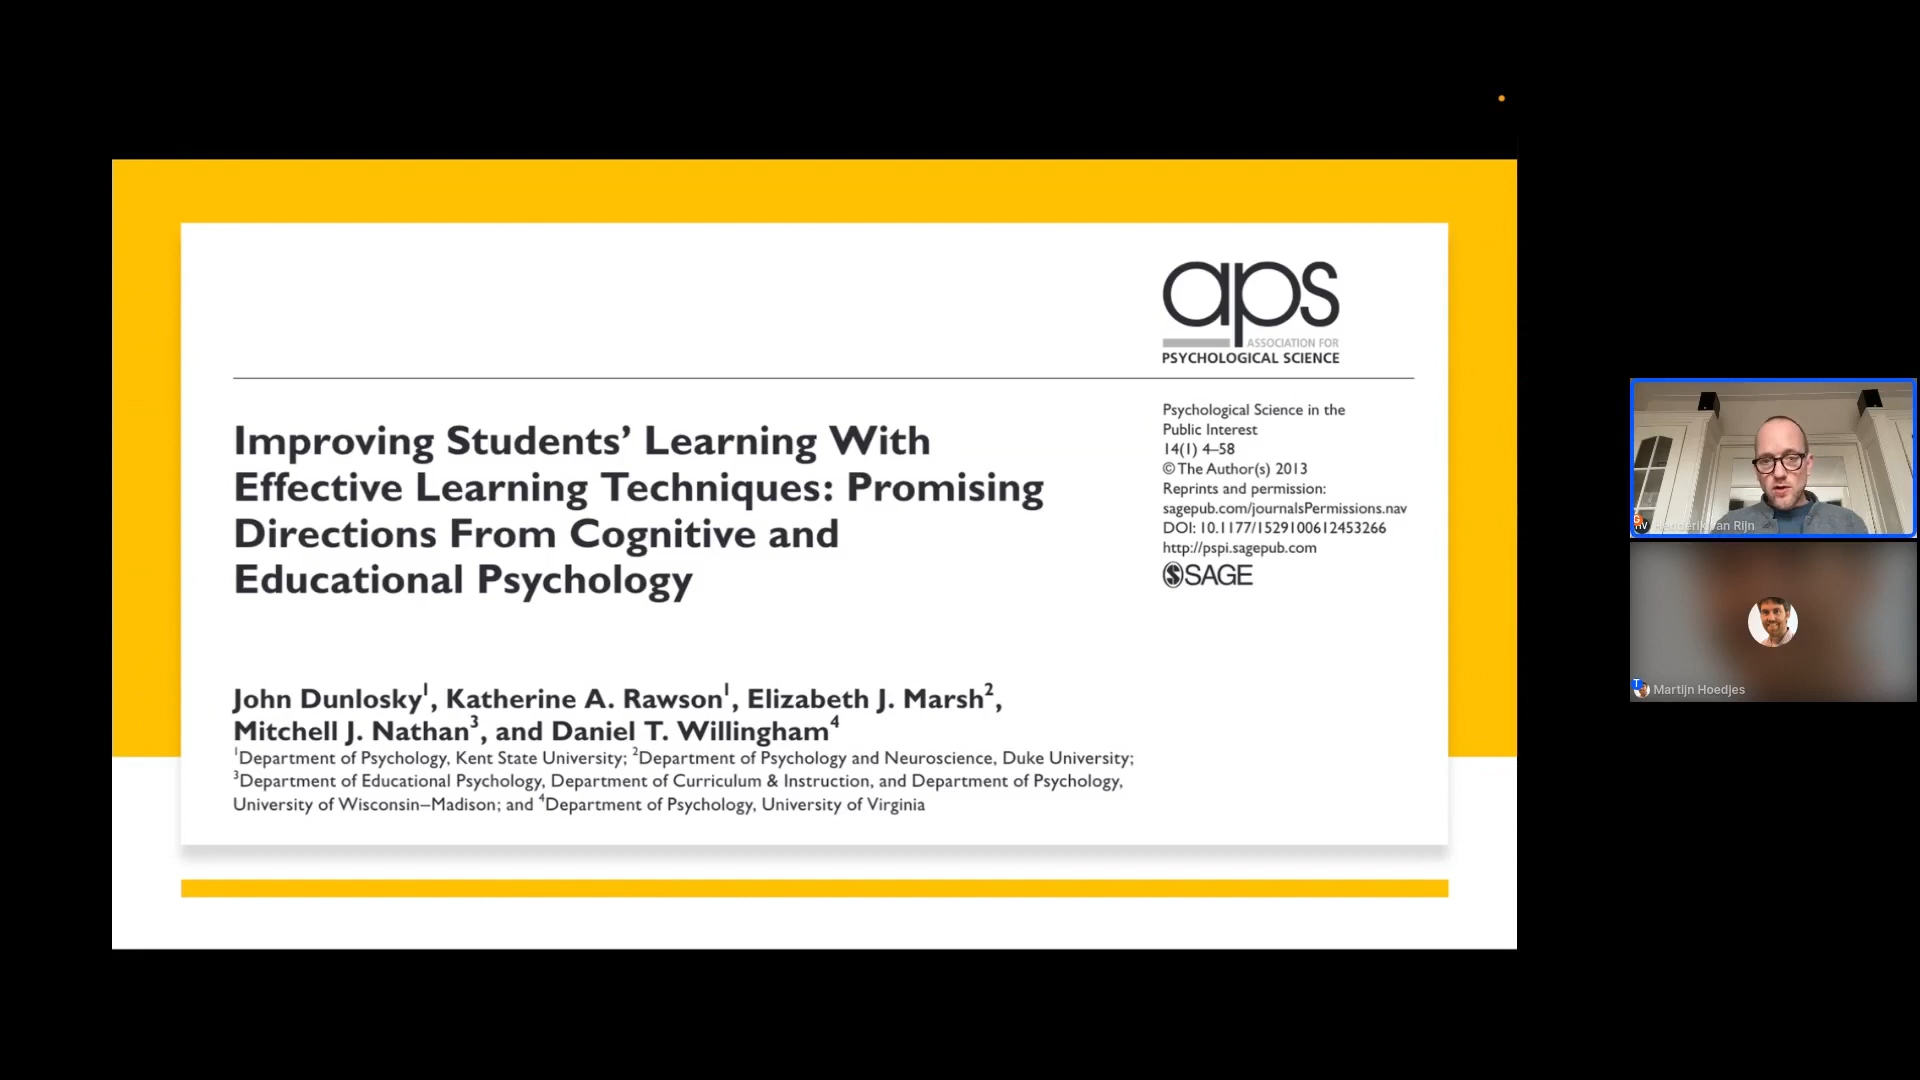 aps
ASSOCIATION FOR
PSYCHOLOGICAL SCIENCE
Improving Students’ Learning With
Effective Learning Techniques: Promising
Directions From Cognitive and
Educational Psychology
Psychological Science in the
Public Interest
14(1) 4–58
© The Author(s) 2013
Reprints and permission:
sagepub.com/journalsPermissions.nav
DOI: 10.1177/1529100612453266
http://pspi.sagepub.com
SAGE
John Dunlosky¹, Katherine A. Rawson¹, Elizabeth J. Marsh²,
Mitchell J. Nathan³, and Daniel T. Willingham⁴
¹Department of Psychology, Kent State University; ²Department of Psychology and Neuroscience, Duke University;
³Department of Educational Psychology, Department of Curriculum & Instruction, and Department of Psychology,
University of Wisconsin–Madison; and ⁴Department of Psychology, University of Virginia
van Rijn
Martijn Hoedjes